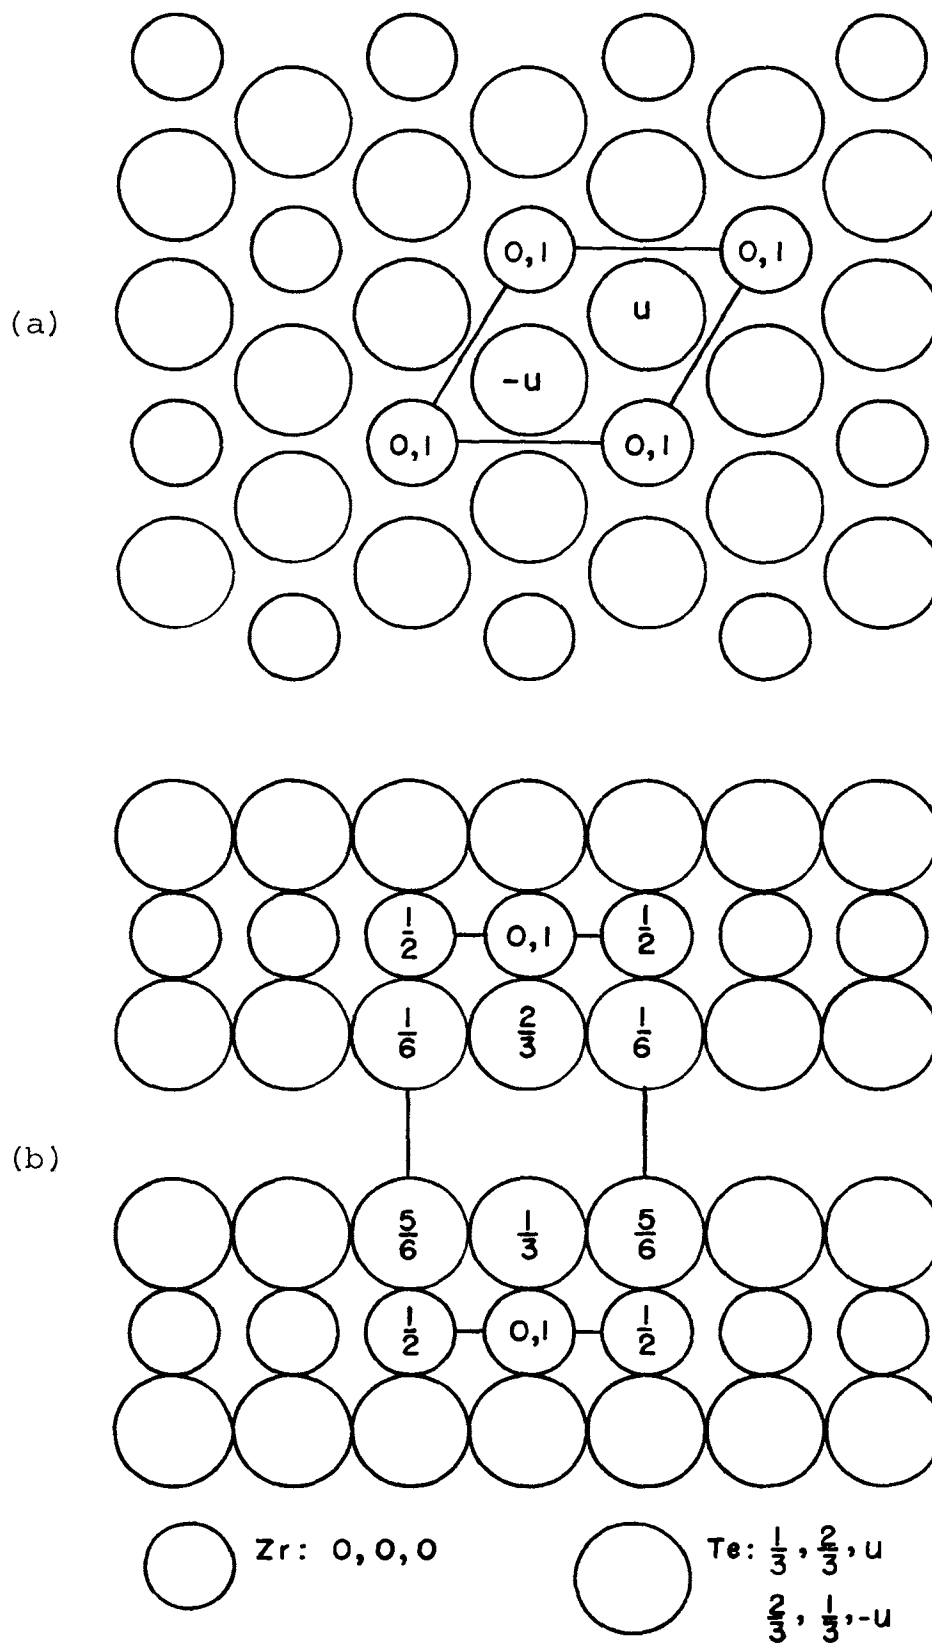 0,1 0,1
u
(a)
-u
0,1 0,1
1/2 0,1 1/2
1/6 2/3 1/6
(b)
5/6 1/3 5/6
1/2 0,1 1/2
Zr: 0,0,0 Te: 1/3, 2/3, u
2/3, 1/3, -u